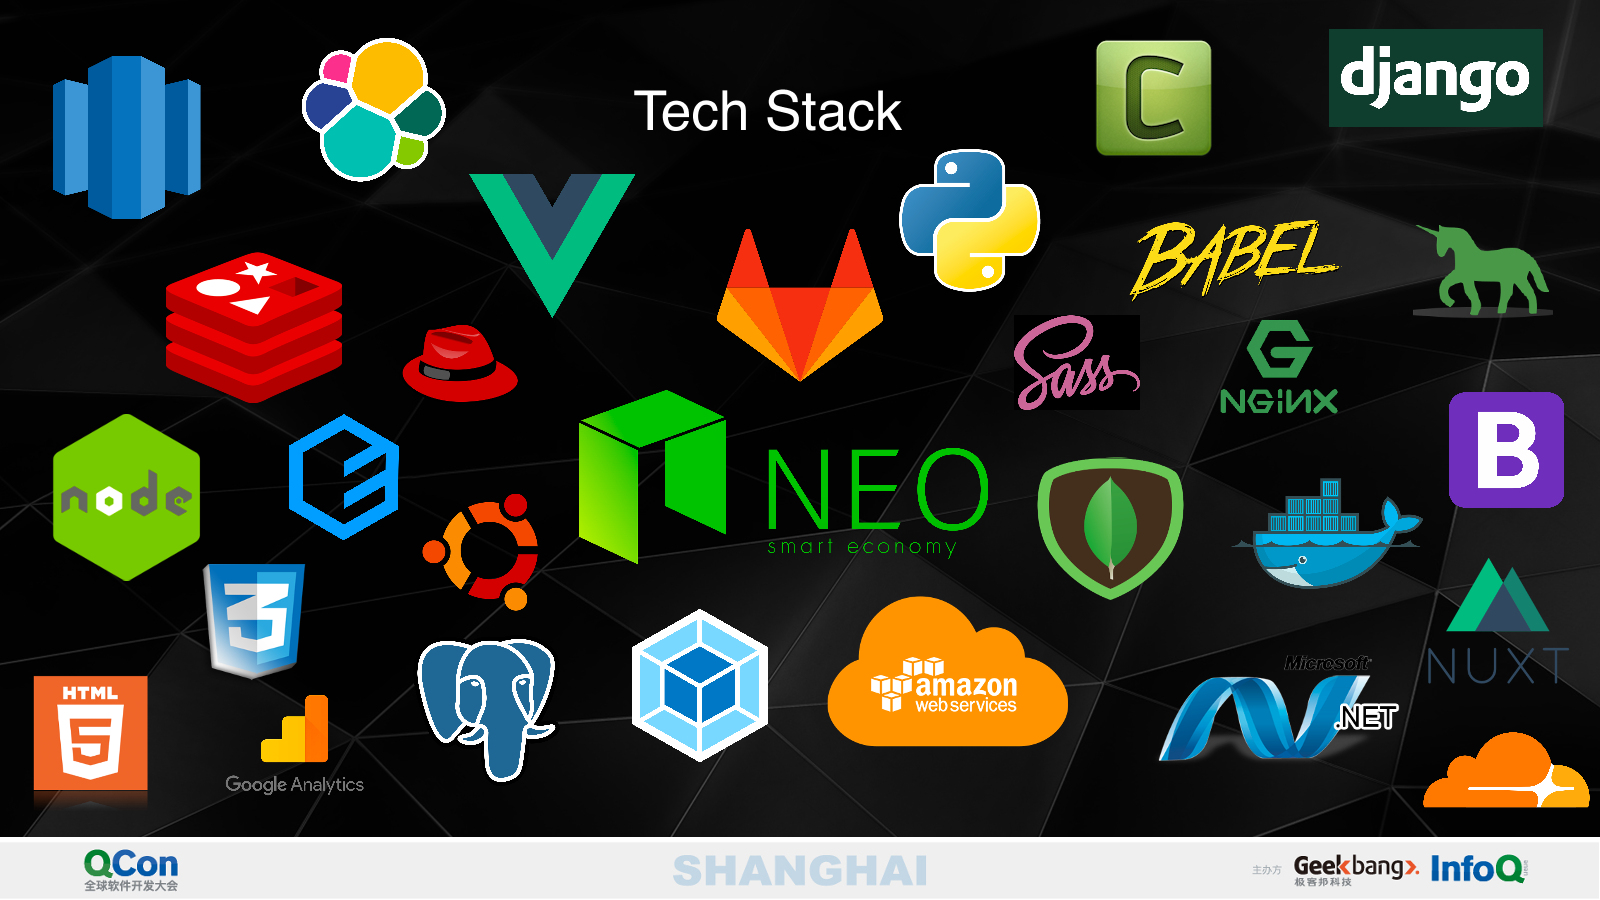 Tech Stack
C
django
BABEL
Sass
NGiNX
node
NEO
smart economy
B
3
HTML
5
Google Analytics
amazon
web services
Microsoft
.NET
NUXT
QCon
全球软件开发大会
SHANGHAI
主办方
Geekbang>.
极客邦科技
InfoQ